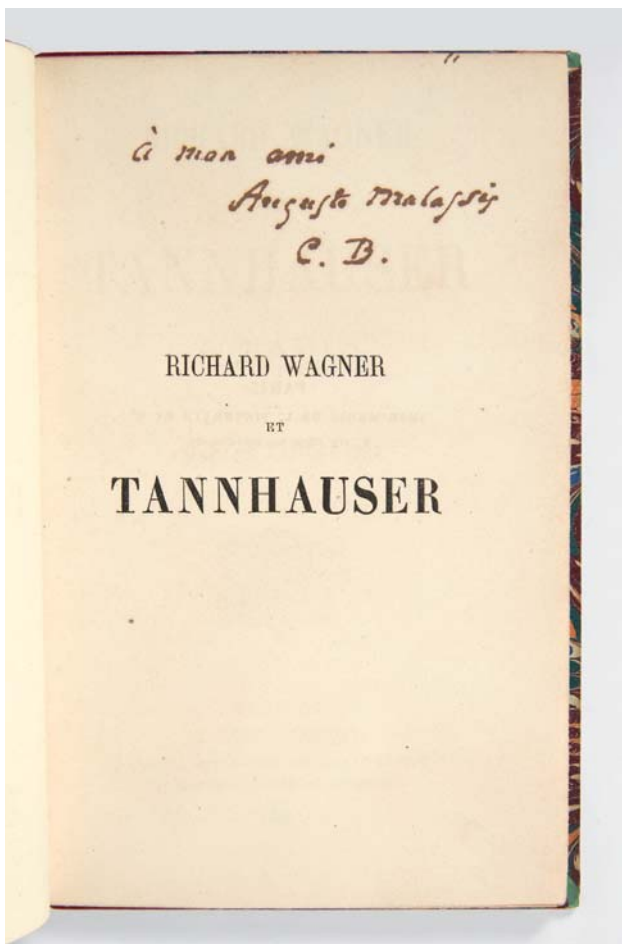 à mon ami
Auguste Malassis
C. B.
RICHARD WAGNER
ET
TANNHAUSER